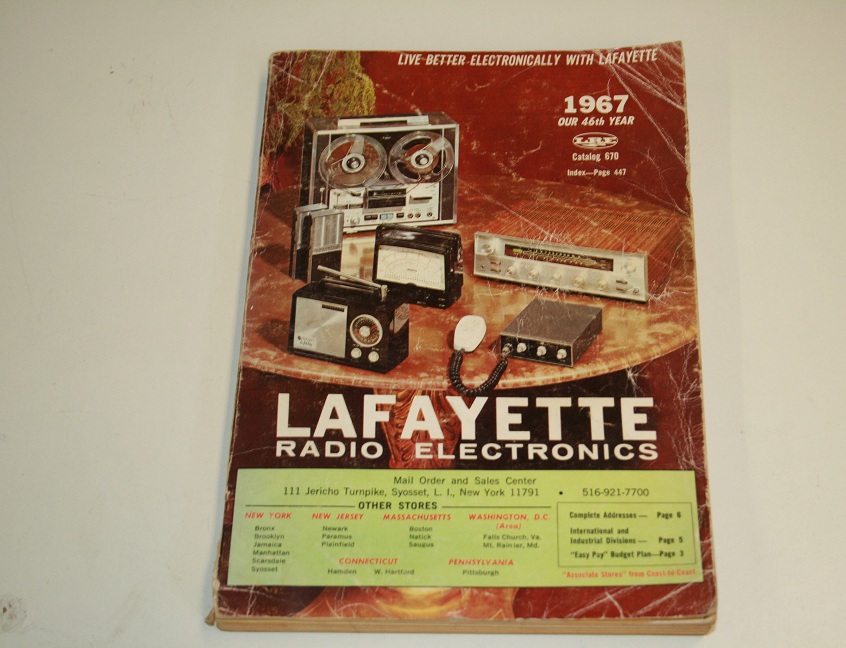 LIVE BETTER ELECTRONICALLY WITH LAFAYETTE
1967
OUR 46th YEAR
LRE
Catalog 670
Index—Page 447
LAFAYETTE
RADIO ELECTRONICS
Mail Order and Sales Center
111 Jericho Turnpike, Syosset, L. I., New York 11791 • 516-921-7700
OTHER STORES
NEW YORK
Bronx
Brooklyn
Jamaica
Manhattan
Scarsdale
Syosset
NEW JERSEY
Newark
Paramus
Plainfield
MASSACHUSETTS
Boston
Natick
Saugus
WASHINGTON, D.C.
(Area)
Falls Church, Va.
Mt. Rainier, Md.
CONNECTICUT
Hamden W. Hartford
PENNSYLVANIA
Pittsburgh
Complete Addresses — Page 6
International and
Industrial Divisions — Page 5
"Easy Pay" Budget Plan—Page 3
"Associate Stores" from Coast-to-Coast